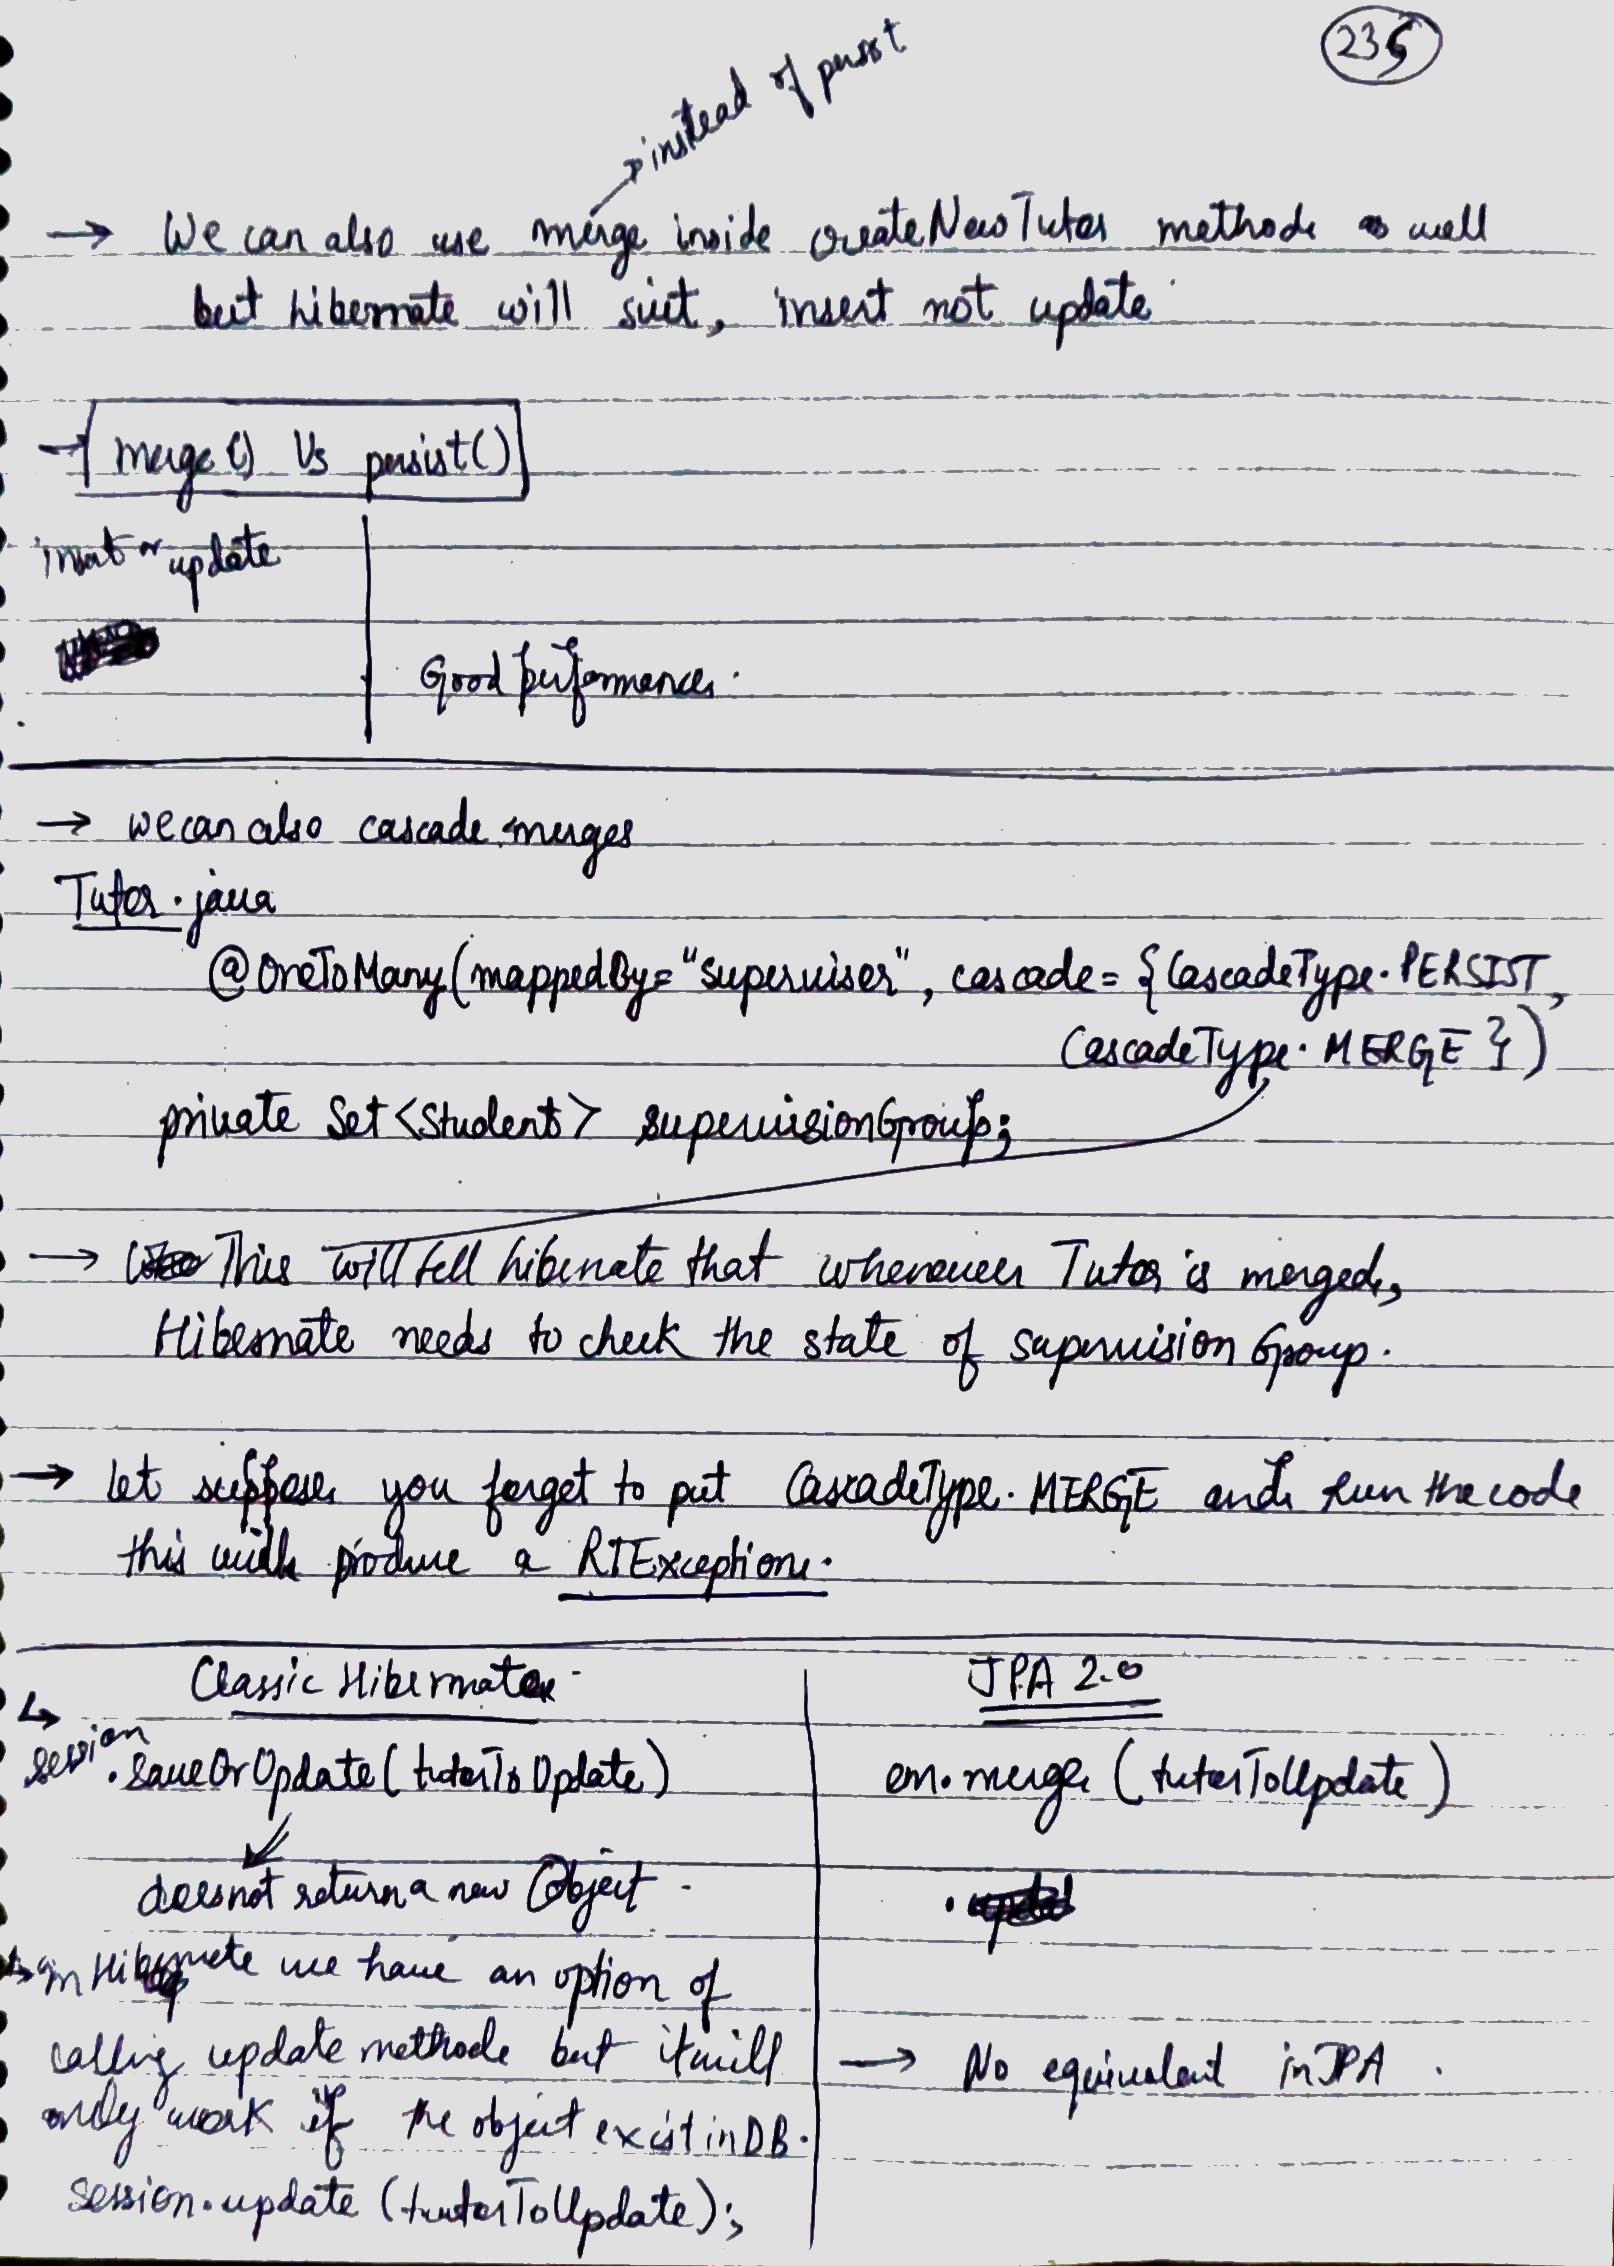 235
instead of persist
→ We can also use merge inside createNewTutor method as well
but hibernate will suit, insert not update
→ merge() Vs persist()
insert or update
Good performance.
→ we can also cascade merges
Tutor.java
@OneToMany(mappedBy="superviser", cascade={CascadeType.PERSIST,
CascadeType.MERGE})
private Set<Student> supervisionGroup;
→ This will tell hibernate that whenever Tutor is merged,
Hibernate needs to check the state of supervision Group.
→ let suppose you forget to put CascadeType.MERGE and run the code
this will produce a RTException.
Classic Hibernate
↳ session.saveOrUpdate(tutorToUpdate)
does not return a new Object.
↳ in Hibernate we have an option of
calling update method but it will
only work if the object exist in DB.
session.update(tutorToUpdate);
JPA 2.0
em.merge(tutorToUpdate)
→ No equivalent in JPA.